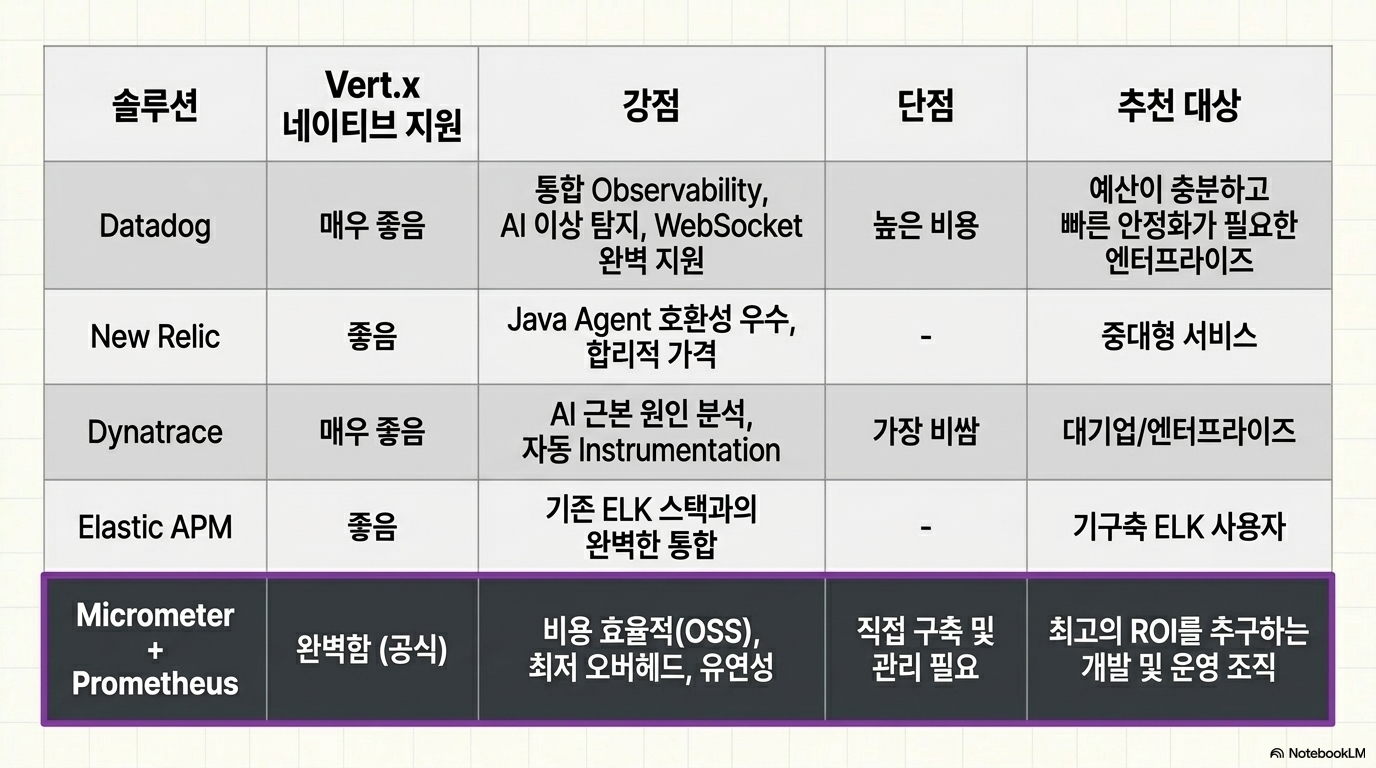 솔루션
Vert.x
네이티브 지원
강점
단점
추천 대상
Datadog
매우 좋음
통합 Observability,
AI 이상 탐지, WebSocket
완벽 지원
높은 비용
예산이 충분하고
빠른 안정화가 필요한
엔터프라이즈
New Relic
좋음
Java Agent 호환성 우수,
합리적 가격
-
중대형 서비스
Dynatrace
매우 좋음
AI 근본 원인 분석,
자동 Instrumentation
가장 비쌈
대기업/엔터프라이즈
Elastic APM
좋음
기존 ELK 스택과의
완벽한 통합
-
기구축 ELK 사용자
Micrometer
+
Prometheus
완벽함 (공식)
비용 효율적(OSS),
최저 오버헤드, 유연성
직접 구축 및
관리 필요
최고의 ROI를 추구하는
개발 및 운영 조직
NotebookLM